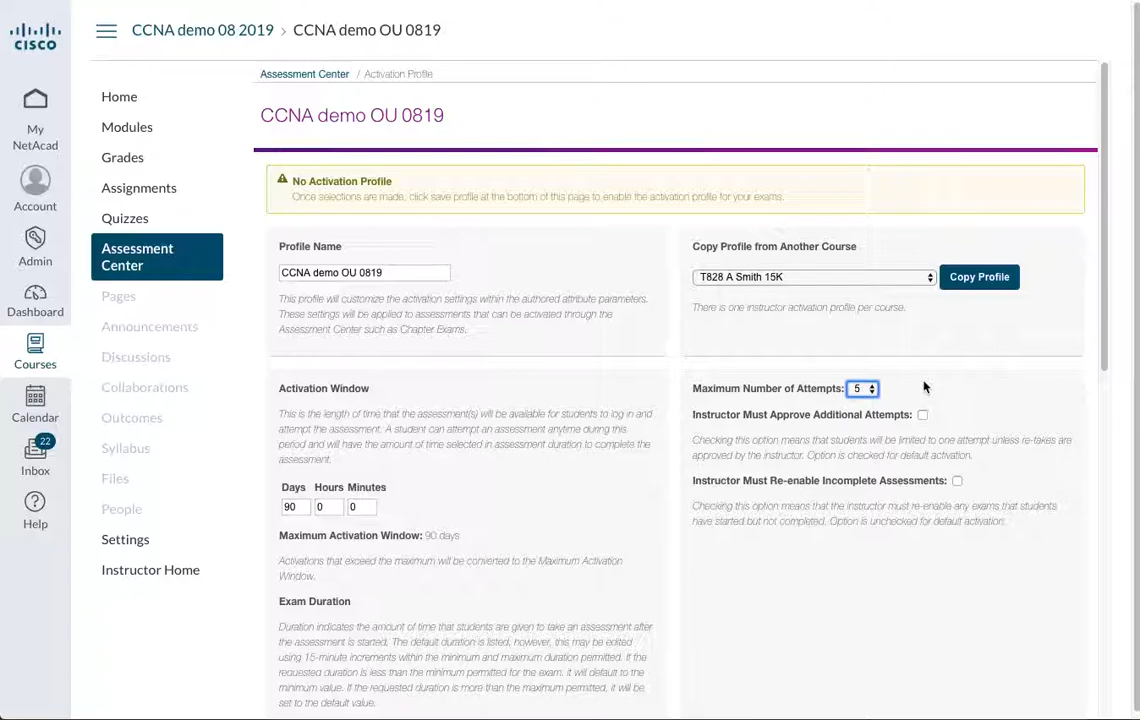 CISCO
CCNA demo 08 2019 › CCNA demo OU 0819
My
NetAcad
Account
Admin
Dashboard
Courses
Calendar
22
Inbox
Help
Home
Modules
Grades
Assignments
Quizzes
Assessment
Center
Pages
Announcements
Discussions
Collaborations
Outcomes
Syllabus
Files
People
Settings
Instructor Home
Assessment Center / Activation Profile
CCNA demo OU 0819
No Activation Profile
Once selections are made, click save profile at the bottom of this page to enable the activation profile for your exams.
Profile Name
CCNA demo OU 0819
This profile will customize the activation settings within the authored attribute parameters.
These settings will be applied to assessments that can be activated through the
Assessment Center such as Chapter Exams.
Copy Profile from Another Course
T828 A Smith 15K
Copy Profile
There is one instructor activation profile per course.
Activation Window
This is the length of time that the assessment(s) will be available for students to log in and
attempt the assessment. A student can attempt an assessment anytime during this
period and will have the amount of time selected in assessment duration to complete the
assessment.
Days Hours Minutes
90 0 0
Maximum Activation Window: 90 days
Activations that exceed the maximum will be converted to the Maximum Activation
Window.
Exam Duration
Duration indicates the amount of time that students are given to take an assessment after
the assessment is started. The default duration is listed, however, this may be edited
using 15-minute increments within the minimum and maximum duration permitted. If the
requested duration is less than the minimum permitted for the exam, it will default to the
minimum value. If the requested duration is more than the maximum permitted, it will be
set to the default value.
Maximum Number of Attempts: 5
Instructor Must Approve Additional Attempts:
Checking this option means that students will be limited to one attempt unless re-takes are
approved by the instructor. Option is checked for default activation.
Instructor Must Re-enable Incomplete Assessments:
Checking this option means that the instructor must re-enable any exams that students
have started but not completed. Option is unchecked for default activation.